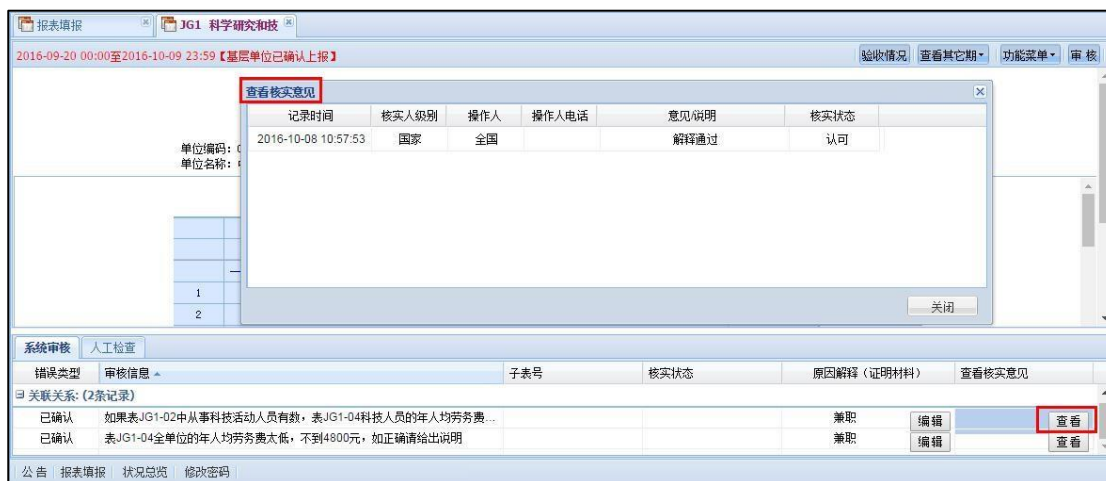 报表填报 JG1 科学研究和技
2016-09-20 00:00至2016-10-09 23:59【基层单位已确认上报】 验收情况 查看其它期 功能菜单 审核
查看核实意见
记录时间 核实人级别 操作人 操作人电话 意见/说明 核实状态
2016-10-08 10:57:53 国家 全国 解释通过 认可
单位编码：
单位名称：
一
1
2
关闭
系统审核 人工检查
错误类型 审核信息 子表号 核实状态 原因解释（证明材料） 查看核实意见
关联关系: (2条记录)
已确认 如果表JG1-02中从事科技活动人员有数，表JG1-04科技人员的年人均劳务费... 兼职 编辑 查看
已确认 表JG1-04全单位的年人均劳务费太低，不到4800元，如正确请给出说明 兼职 编辑 查看
公告 报表填报 状况总览 修改密码